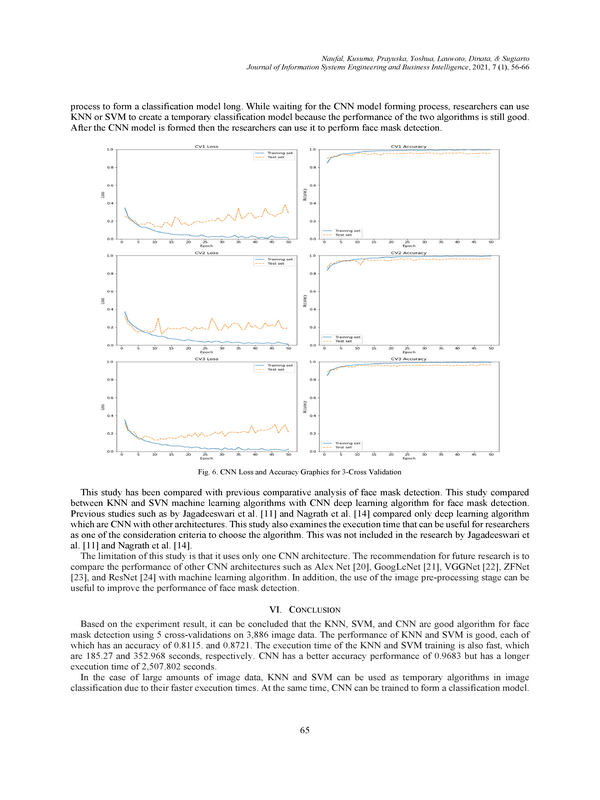 Naufal, Kusuma, Prayuska, Yoshua, Lauwoto, Dinata, & Sugiarto
Journal of Information Systems Engineering and Business Intelligence, 2021, 7 (1), 56-66
process to form a classification model long. While waiting for the CNN model forming process, researchers can use
KNN or SVM to create a temporary classification model because the performance of the two algorithms is still good.
After the CNN model is formed then the researchers can use it to perform face mask detection.
CV1 Loss
Training set
Test set
1.0
0.8
0.6
0.4
0.2
0.0
0 5 10 15 20 25 30 35 40 45 50
Epoch
CV1 Accuracy
1.0
0.8
0.6
0.4
0.2
0.0
Training set
Test set
0 5 10 15 20 25 30 35 40 45 50
Epoch
CV2 Loss
Training set
Test set
1.0
0.8
0.6
0.4
0.2
0.0
0 5 10 15 20 25 30 35 40 45 50
Epoch
CV2 Accuracy
1.0
0.8
0.6
0.4
0.2
0.0
Training set
Test set
0 5 10 15 20 25 30 35 40 45 50
Epoch
CV3 Loss
Training set
Test set
1.0
0.8
0.6
0.4
0.2
0.0
0 5 10 15 20 25 30 35 40 45 50
Epoch
CV3 Accuracy
1.0
0.8
0.6
0.4
0.2
0.0
Training set
Test set
0 5 10 15 20 25 30 35 40 45 50
Epoch
Fig. 6. CNN Loss and Accuracy Graphics for 3-Cross Validation
This study has been compared with previous comparative analysis of face mask detection. This study compared
between KNN and SVN machine learning algorithms with CNN deep learning algorithm for face mask detection.
Previous studies such as by Jagadeeswari et al. [11] and Nagrath et al. [14] compared only deep learning algorithm
which are CNN with other architectures. This study also examines the execution time that can be useful for researchers
as one of the consideration criteria to choose the algorithm. This was not included in the research by Jagadeeswari et
al. [11] and Nagrath et al. [14].
The limitation of this study is that it uses only one CNN architecture. The recommendation for future research is to
compare the performance of other CNN architectures such as Alex Net [20], GoogLeNet [21], VGGNet [22], ZFNet
[23], and ResNet [24] with machine learning algorithm. In addition, the use of the image pre-processing stage can be
useful to improve the performance of face mask detection.
VI. CONCLUSION
Based on the experiment result, it can be concluded that the KNN, SVM, and CNN are good algorithm for face
mask detection using 5 cross-validations on 3,886 image data. The performance of KNN and SVM is good, each of
which has an accuracy of 0.8115. and 0.8721. The execution time of the KNN and SVM training is also fast, which
are 185.27 and 352.968 seconds, respectively. CNN has a better accuracy performance of 0.9683 but has a longer
execution time of 2,507.802 seconds.
In the case of large amounts of image data, KNN and SVM can be used as temporary algorithms in image
classification due to their faster execution times. At the same time, CNN can be trained to form a classification model.
65